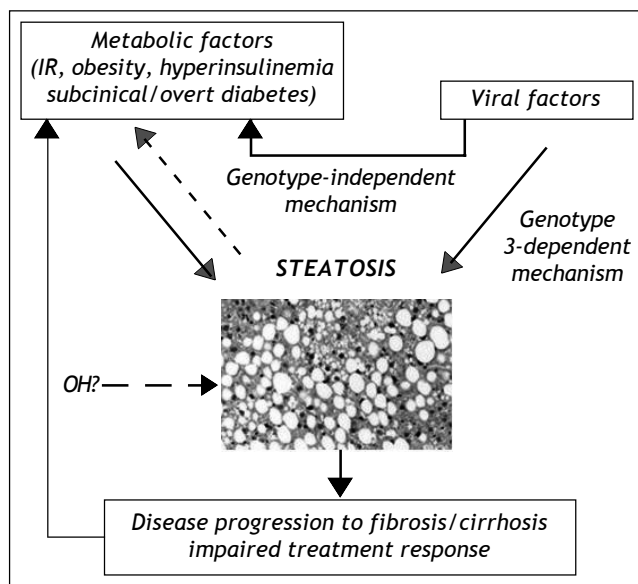 Metabolic factors
(IR, obesity, hyperinsulinemia
subcinical/overt diabetes)
Viral factors
Genotype-independent
mechanism
Genotype
3-dependent
mechanism
STEATOSIS
OH?
Disease progression to fibrosis/cirrhosis
impaired treatment response